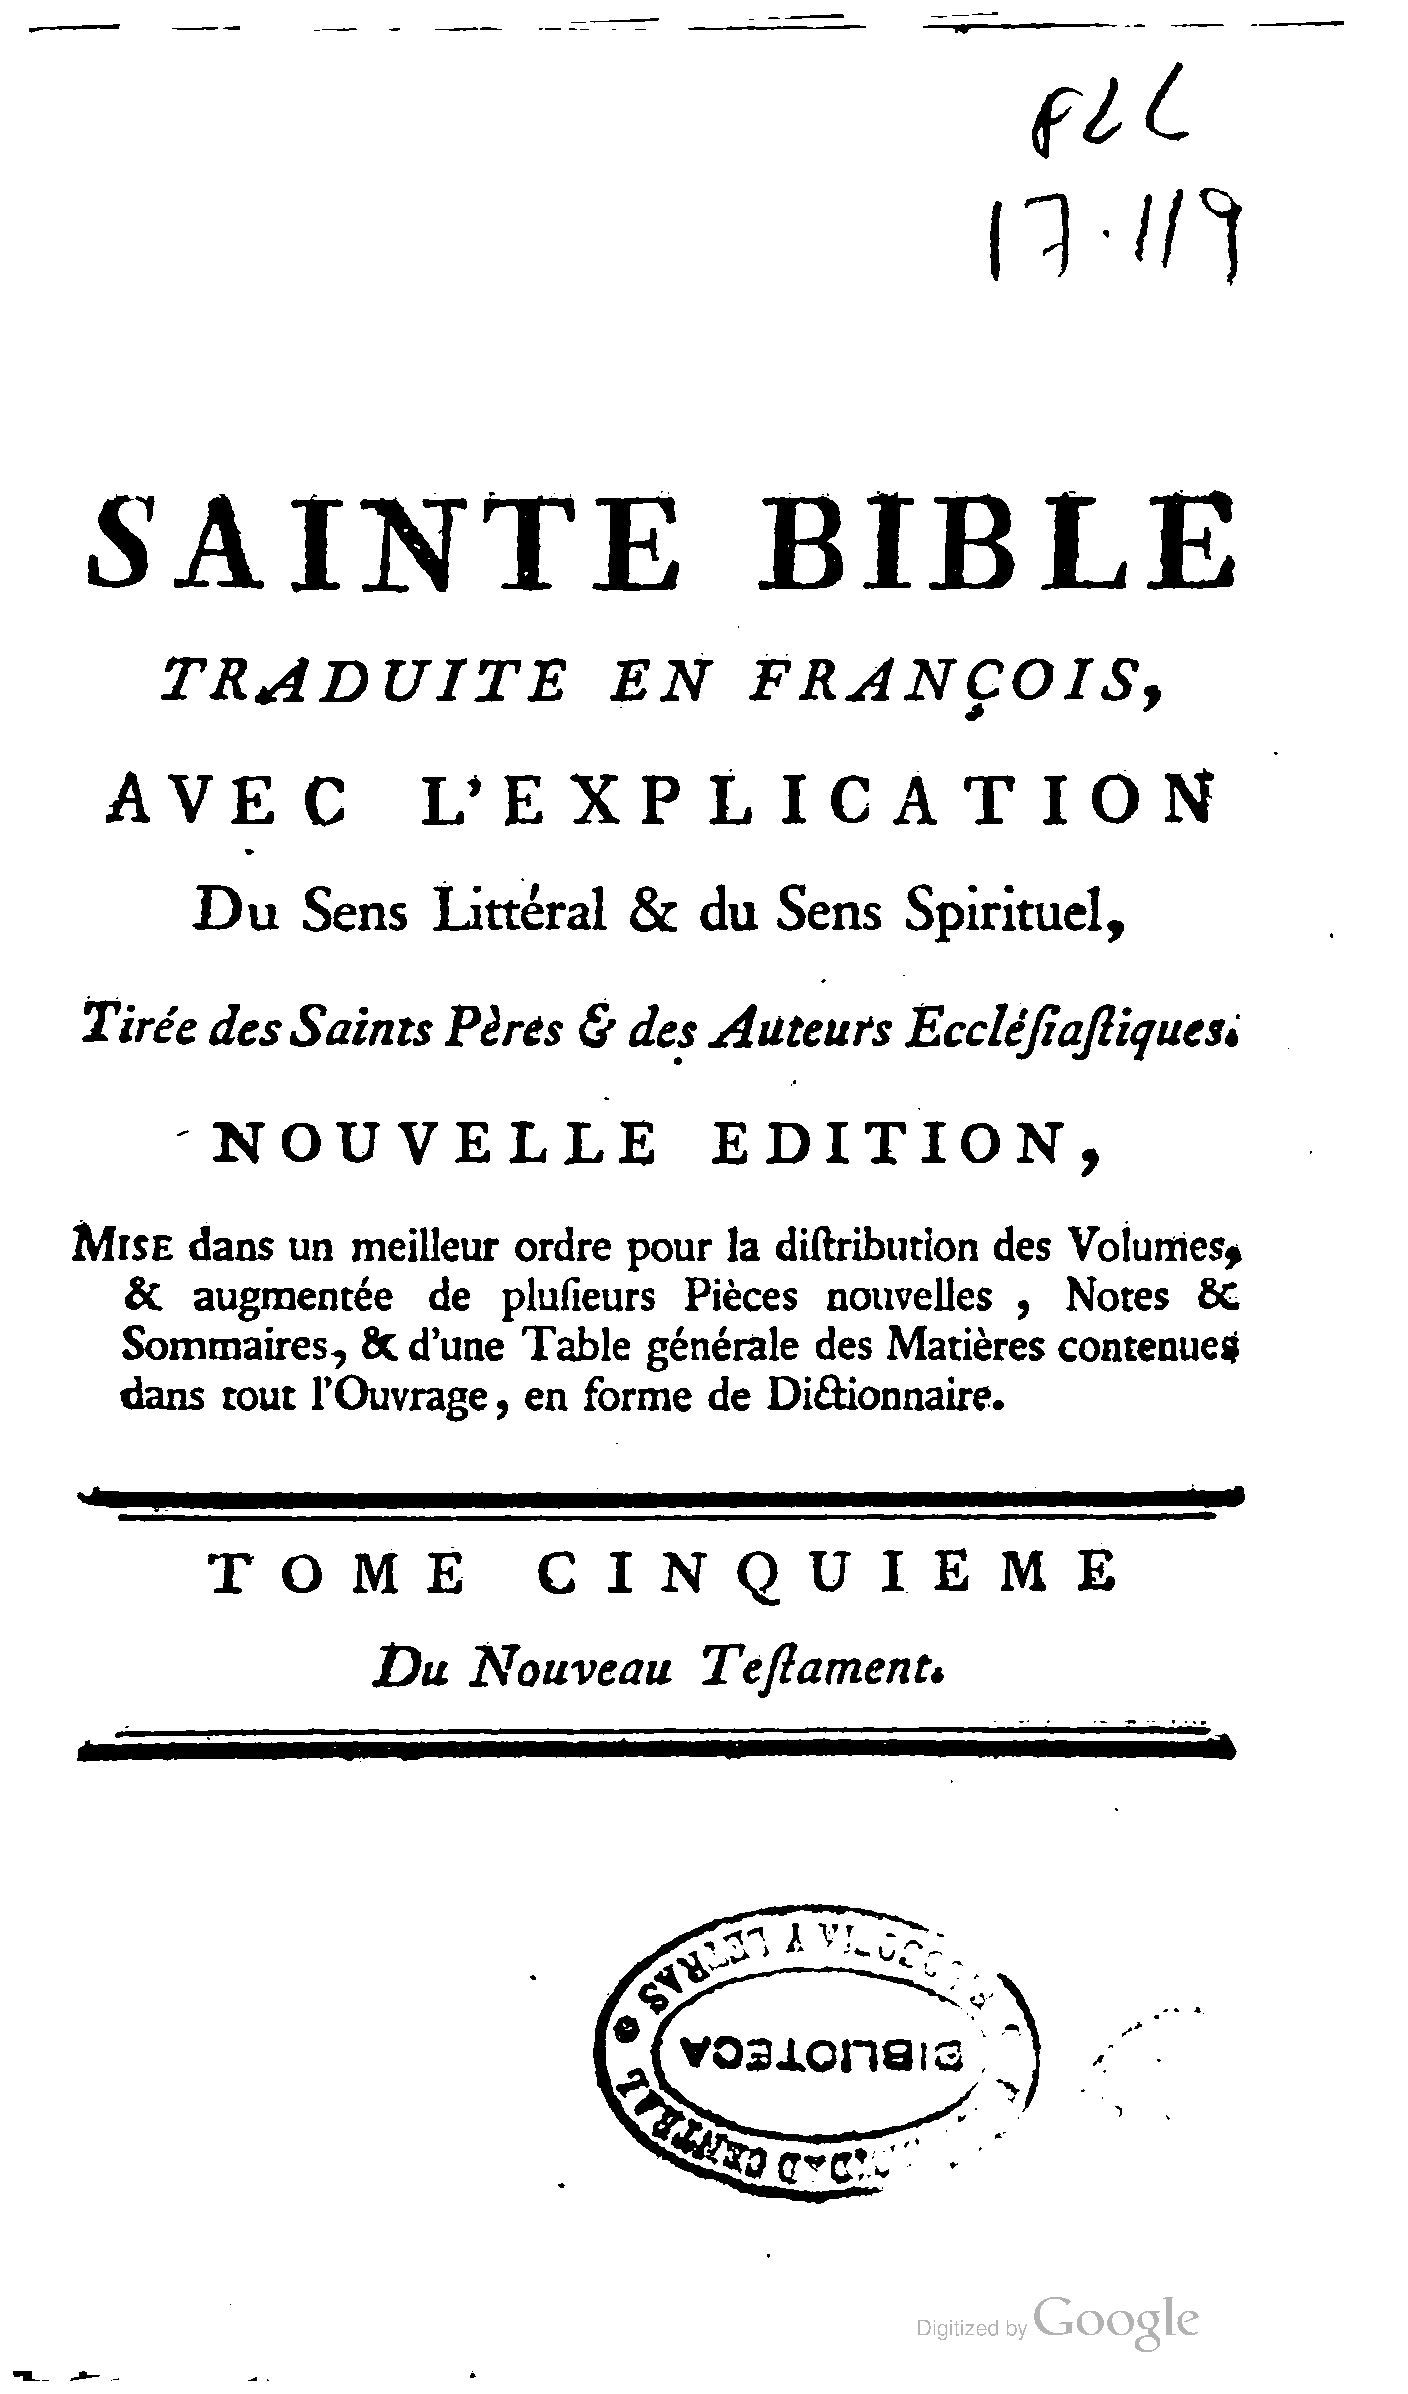 17.119
SAINTE BIBLE
TRADUITE EN FRANÇOIS,
AVEC L'EXPLICATION
Du Sens Littéral & du Sens Spirituel,
Tirée des Saints Pères & des Auteurs Eccléſiaſtiques.
NOUVELLE EDITION,
MISE dans un meilleur ordre pour la diſtribution des Volumes,
& augmentée de pluſieurs Pièces nouvelles, Notes &
Sommaires, & d'une Table générale des Matières contenues
dans tout l'Ouvrage, en forme de Dictionnaire.
TOME CINQUIEME
Du Nouveau Teſtament.
Y LETRAS
BIBLIOTECA
CENTRAL
Digitized by Google